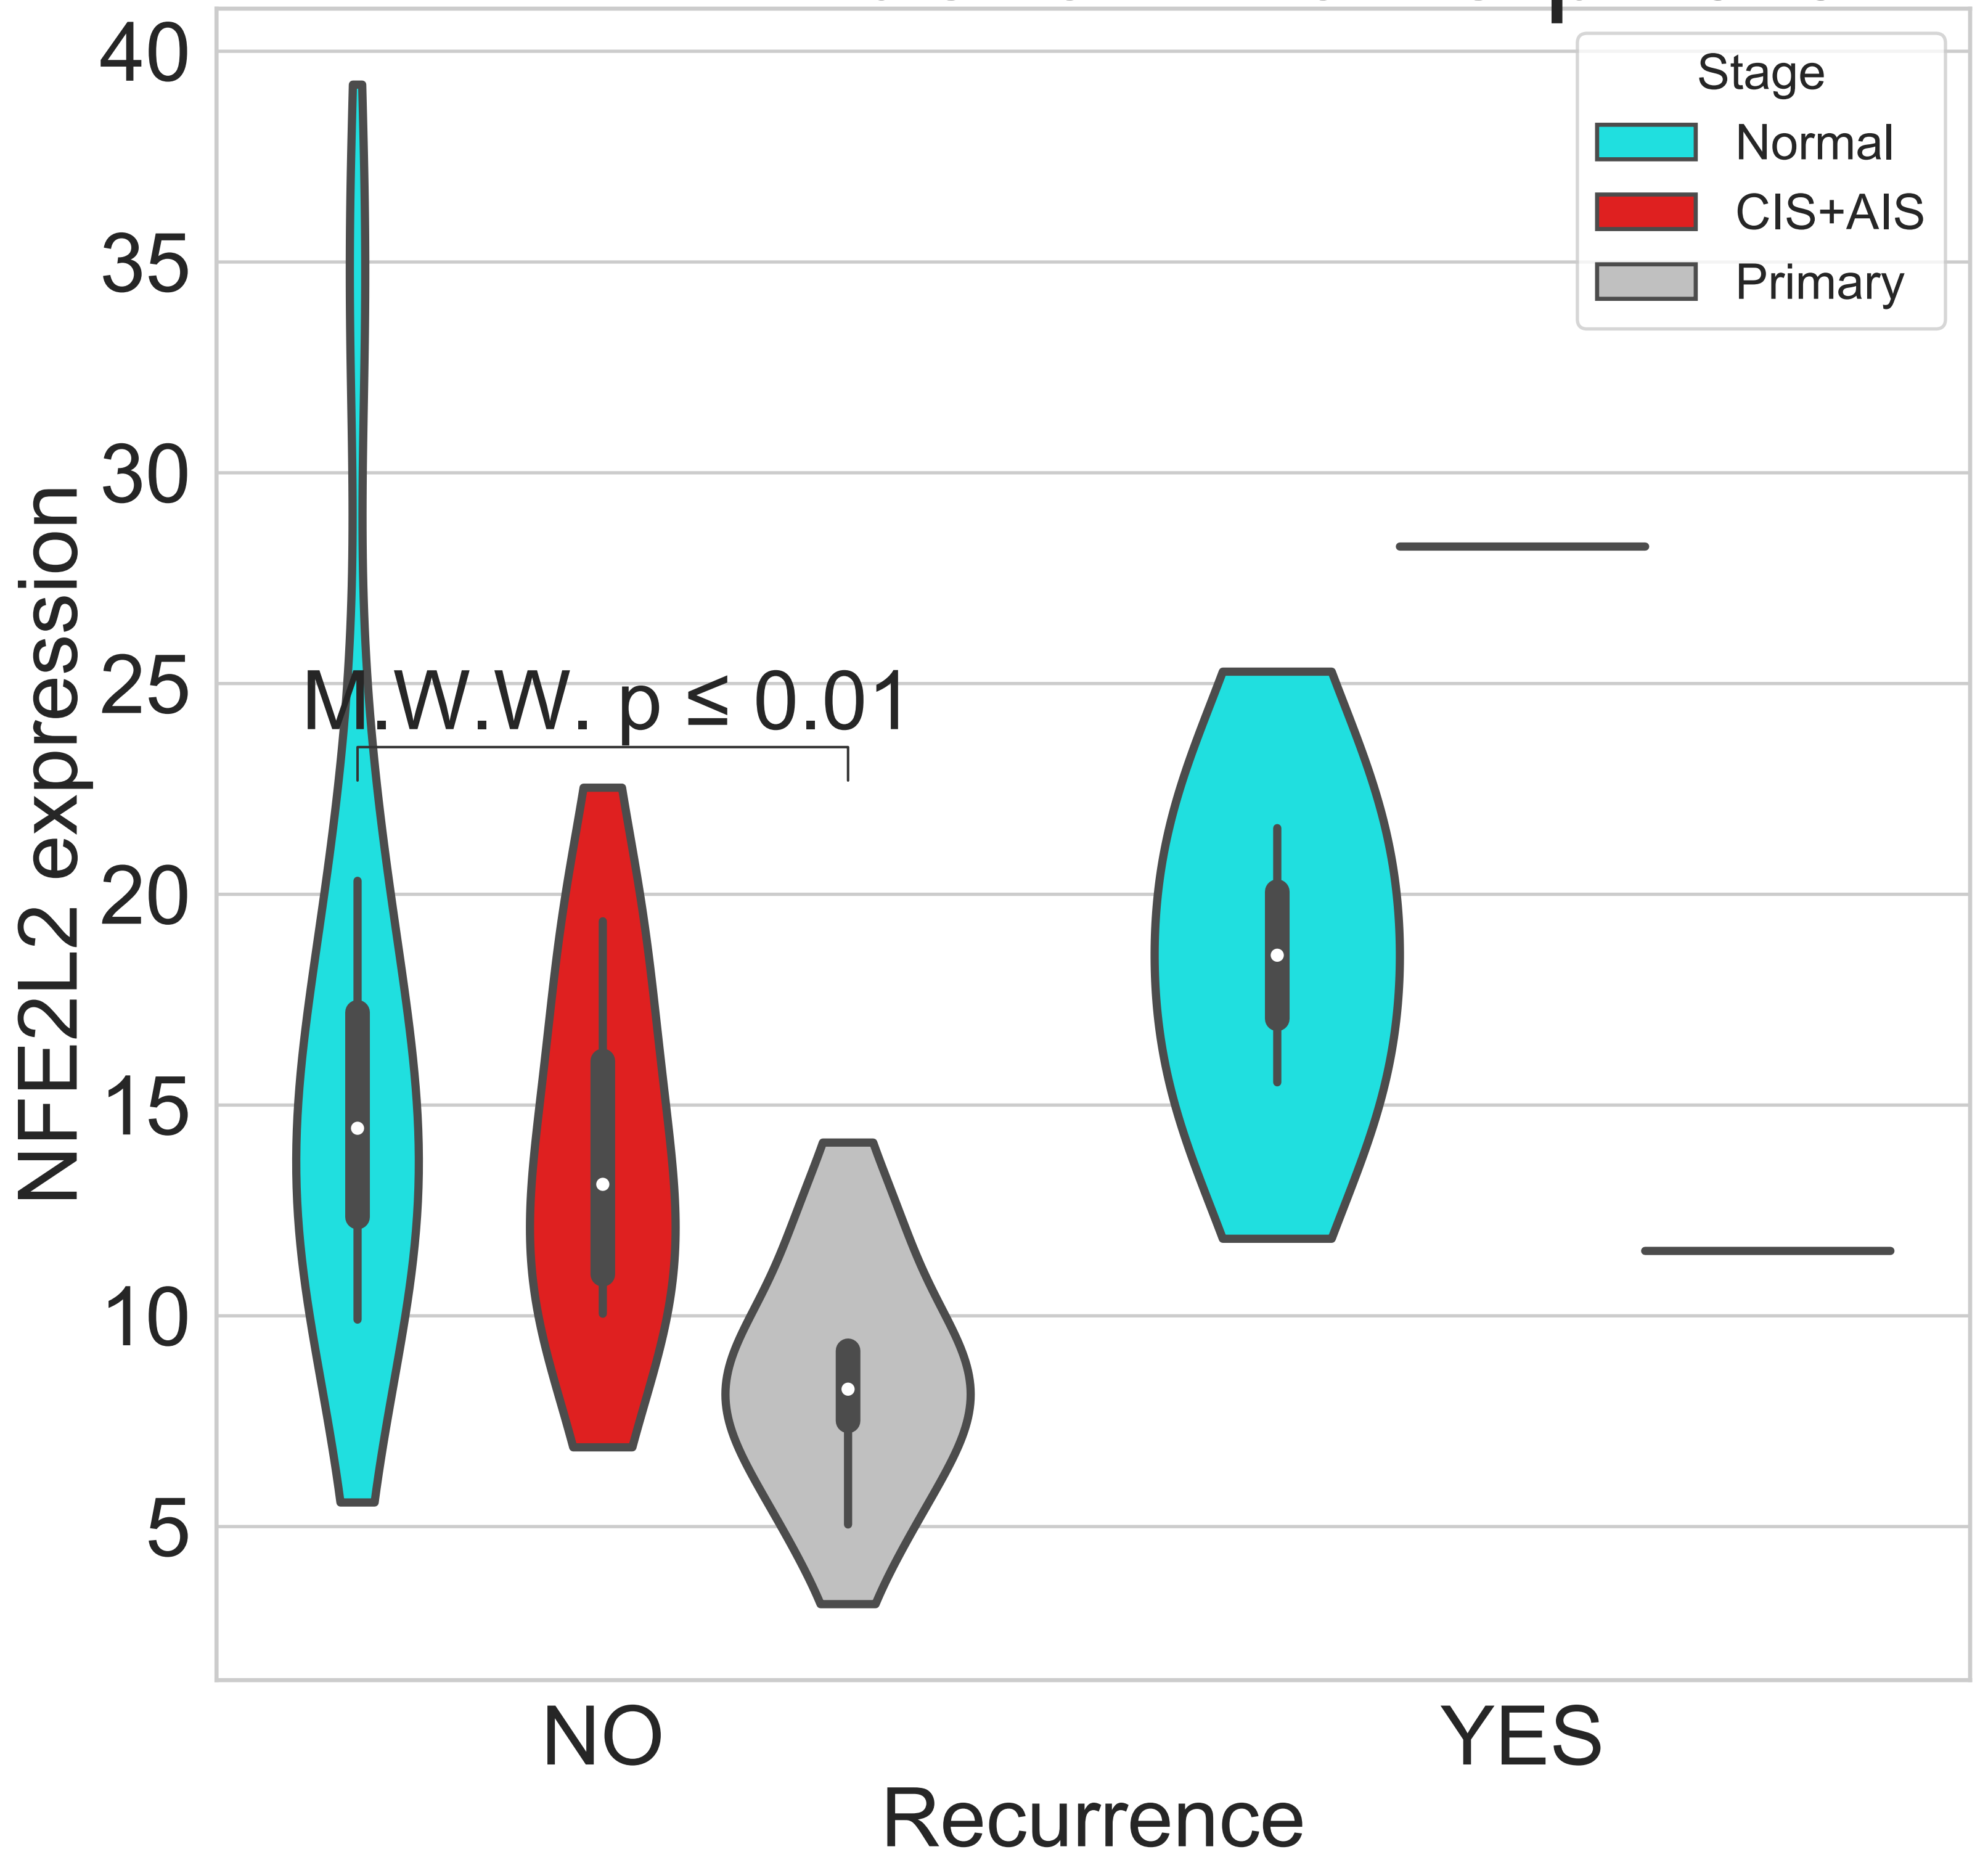 40
35
30
25
20
15
10
5
NFE2L2 expression
Stage
Normal
CIS+AIS
Primary
M.W.W. p ≤ 0.01
NO
YES
Recurrence